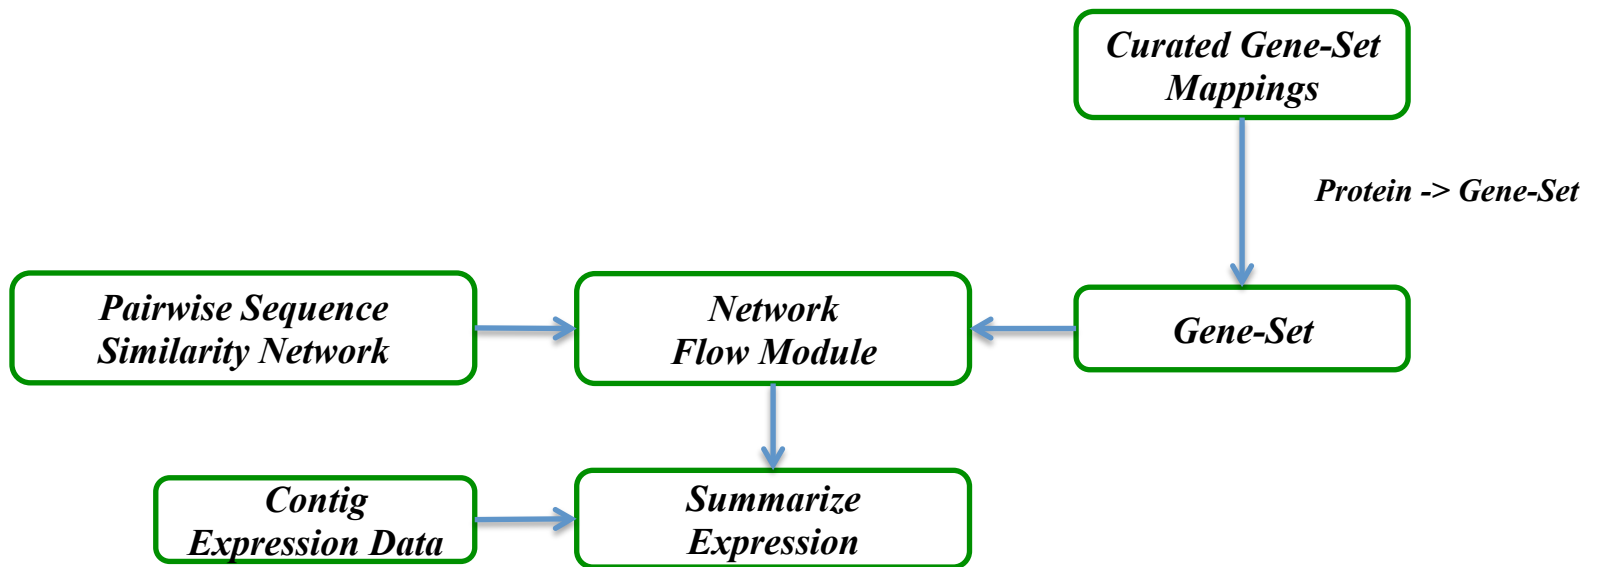 Curated Gene-Set
Mappings
Protein -> Gene-Set
Pairwise Sequence
Similarity Network
Network
Flow Module
Gene-Set
Contig
Expression Data
Summarize
Expression